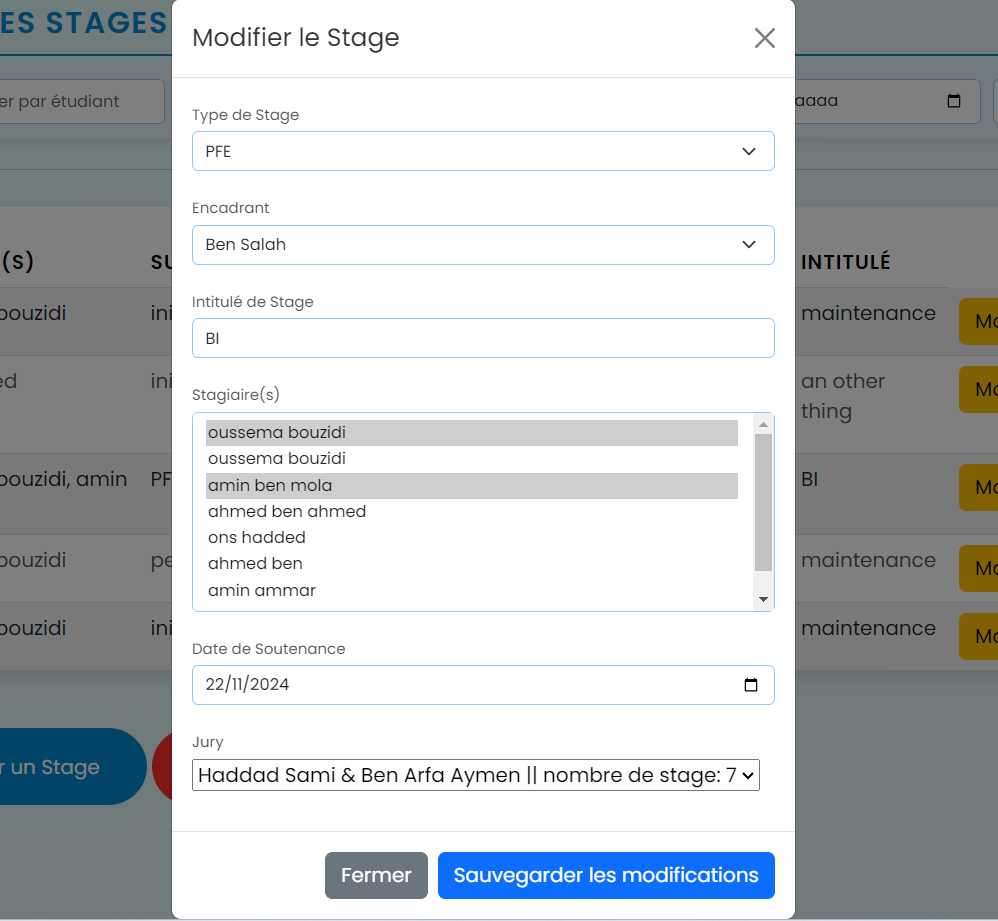 ES STAGES
Modifier le Stage
er par étudiant
aaaa
Type de Stage
PFE
Encadrant
Ben Salah
(S)
SU
INTITULÉ
Intitulé de Stage
BI
bouzidi
ini
maintenance
Mo
ed
ini
an other
thing
Mo
Stagiaire(s)
oussema bouzidi
oussema bouzidi
amin ben mola
ahmed ben ahmed
ons hadded
ahmed ben
amin ammar
bouzidi, amin
PF
BI
Mo
bouzidi
pe
maintenance
Mo
bouzidi
ini
maintenance
Mo
Date de Soutenance
22/11/2024
Jury
Haddad Sami & Ben Arfa Aymen || nombre de stage: 7
r un Stage
Fermer
Sauvegarder les modifications